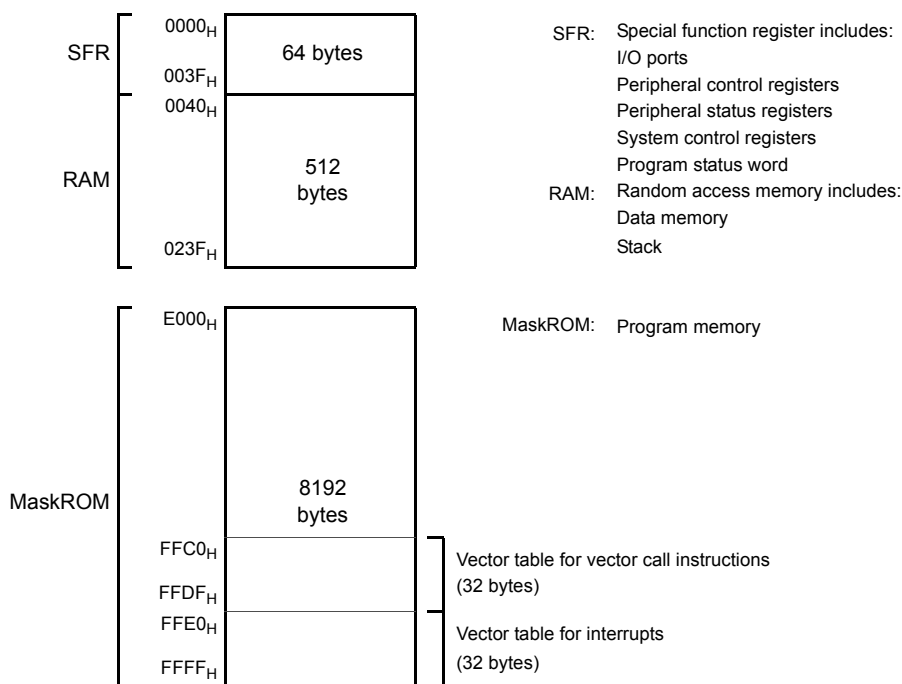 SFR
0000H
64 bytes
003FH
RAM
0040H
512
bytes
023FH
SFR: Special function register includes:
I/O ports
Peripheral control registers
Peripheral status registers
System control registers
Program status word
RAM: Random access memory includes:
Data memory
Stack
MaskROM
E000H
8192
bytes
FFC0H
FFDFH
FFE0H
FFFFH
MaskROM: Program memory
Vector table for vector call instructions
(32 bytes)
Vector table for interrupts
(32 bytes)